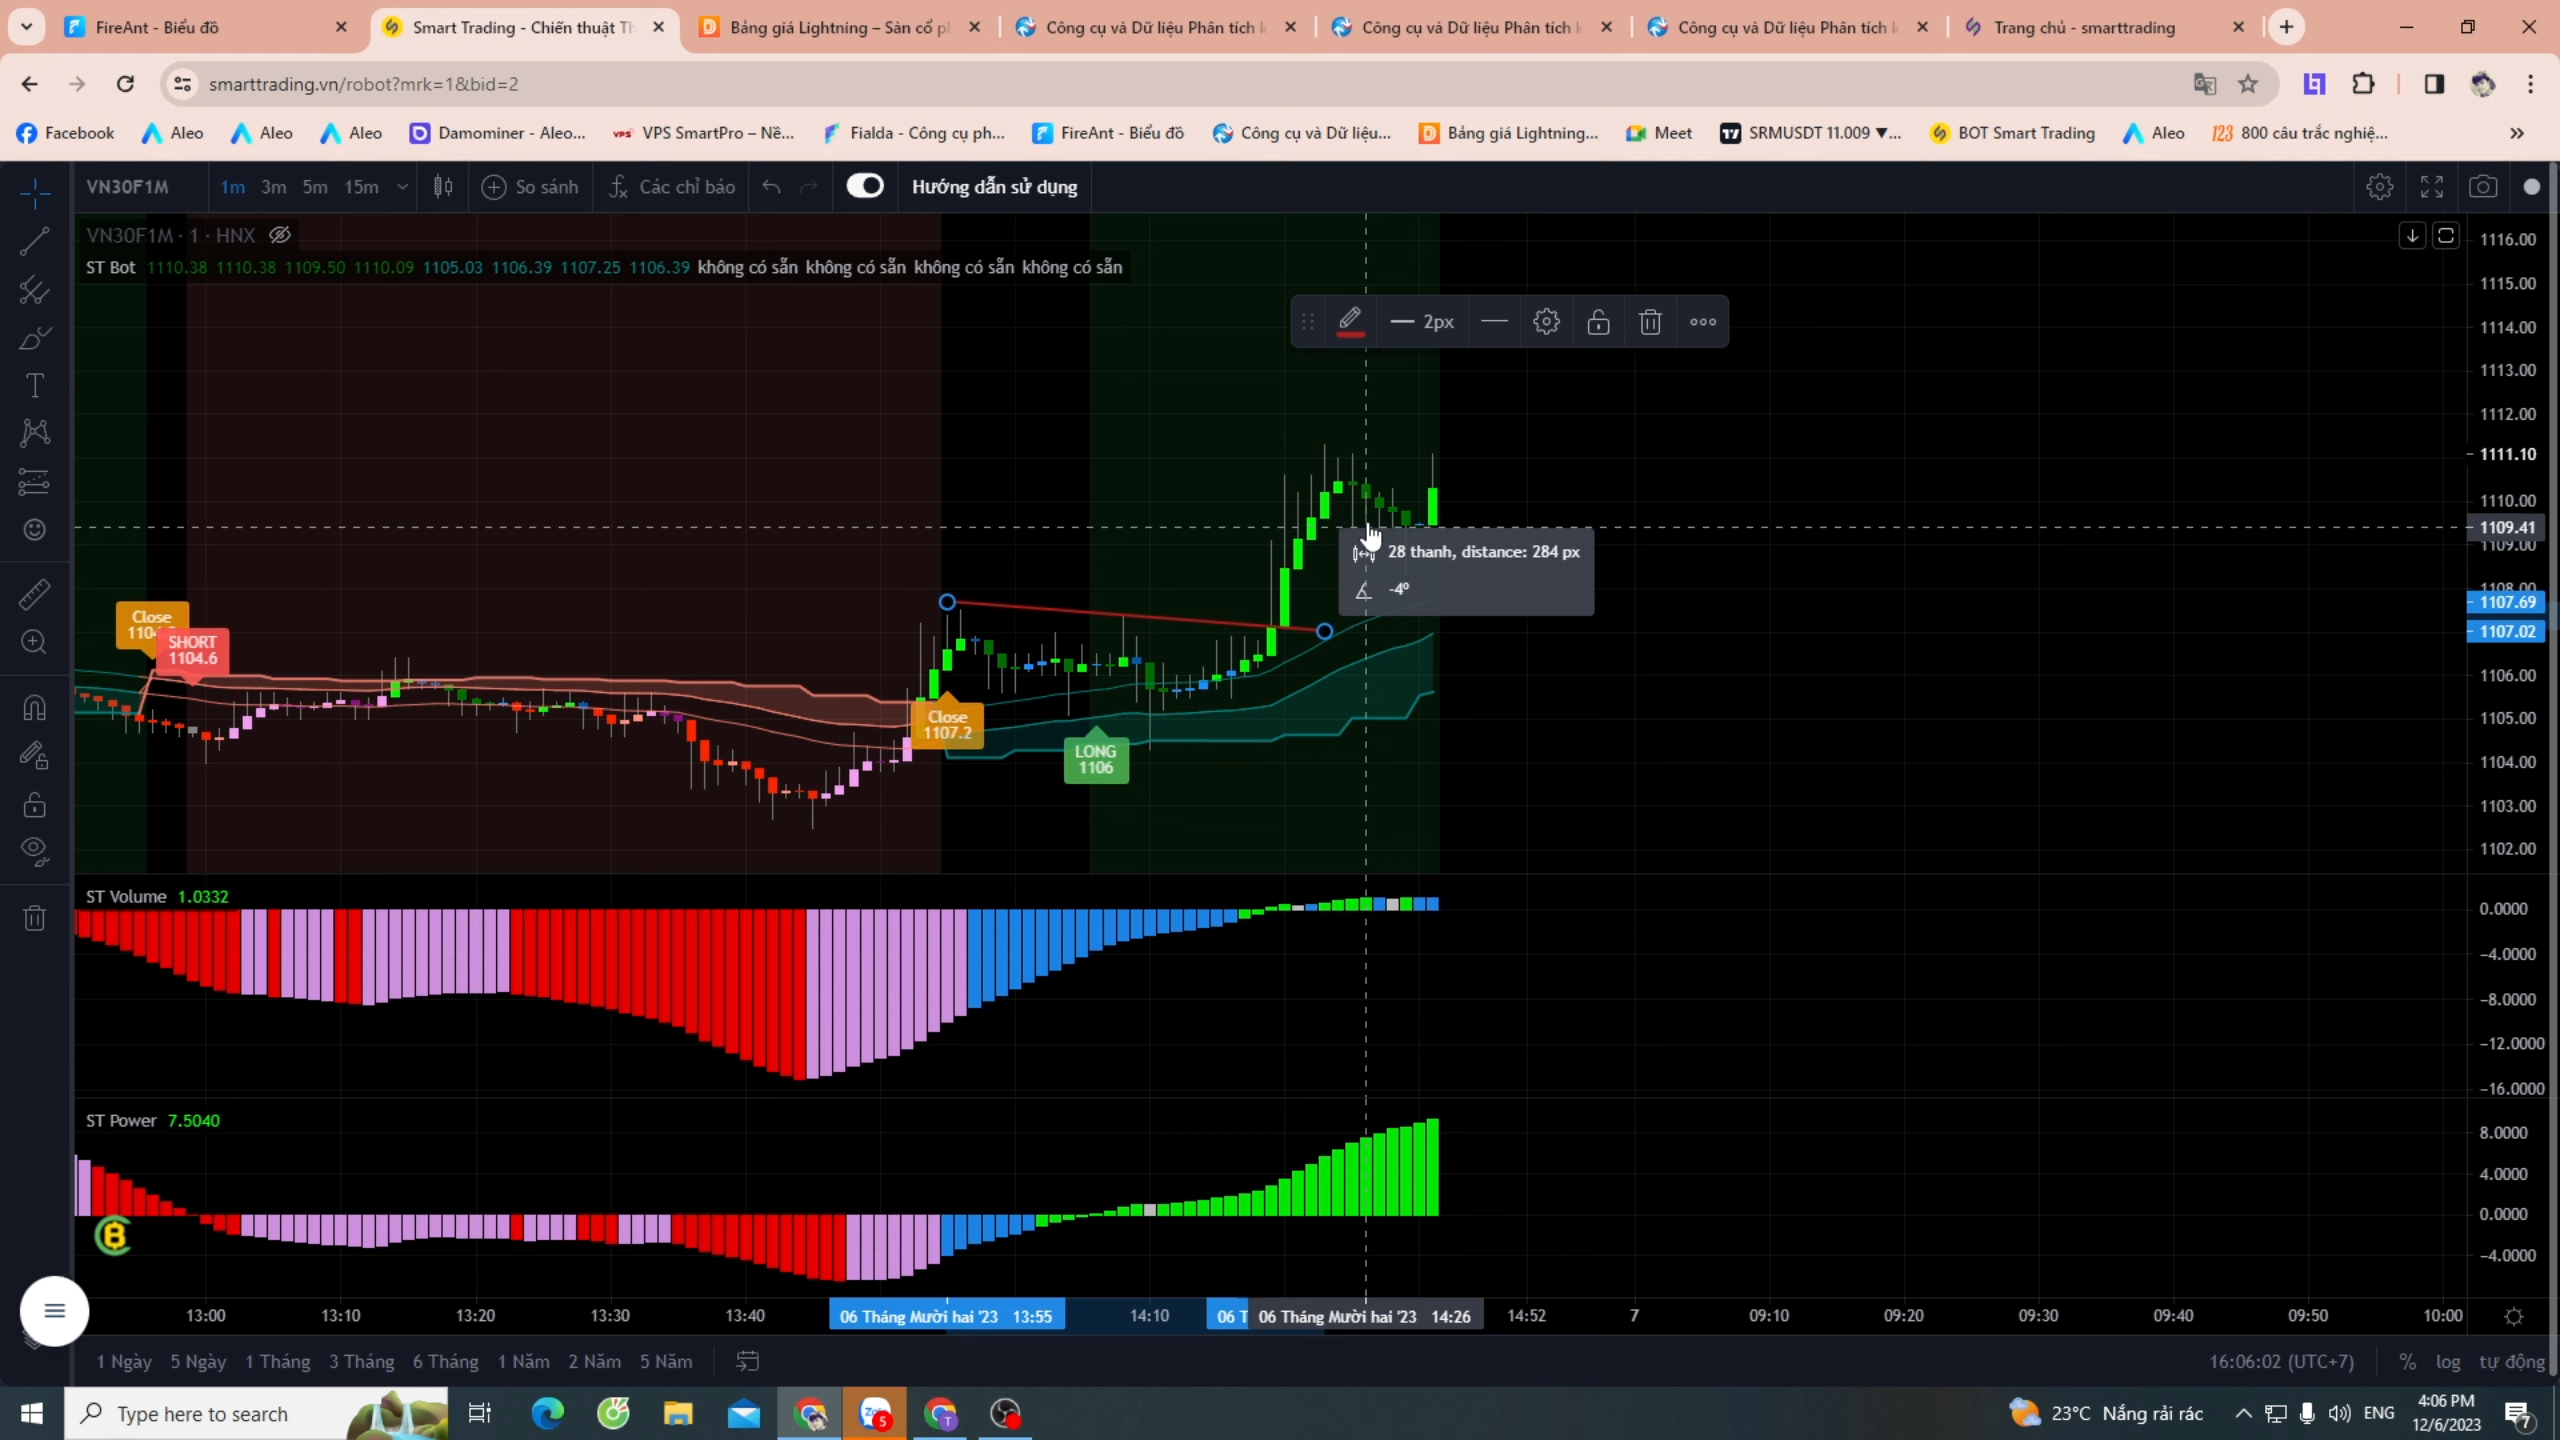 FireAnt - Biểu đồ
Smart Trading - Chiến thuật Th
Bảng giá Lightning – Sàn cổ ph
Công cụ và Dữ liệu Phân tích k
Công cụ và Dữ liệu Phân tích k
Công cụ và Dữ liệu Phân tích k
Trang chủ - smarttrading
smarttrading.vn/robot?mrk=1&bid=2
Facebook
Aleo
Aleo
Aleo
Damominer - Aleo...
VPS SmartPro – Nề...
Fialda - Công cụ ph...
FireAnt - Biểu đồ
Công cụ và Dữ liệu...
Bảng giá Lightning...
Meet
SRMUSDT 11.009 ▼...
BOT Smart Trading
Aleo
123 800 câu trắc nghiệ...
VN30F1M 1m 3m 5m 15m So sánh Các chỉ báo Hướng dẫn sử dụng
VN30F1M · 1 · HNX
ST Bot 1110.38 1110.38 1109.50 1110.09 1105.03 1106.39 1107.25 1106.39 không có sẵn không có sẵn không có sẵn không có sẵn
2px
1116.00
1115.00
1114.00
1113.00
1112.00
1111.10
1110.00
1109.41
1109.00
1108.00
1107.69
1107.02
1106.00
1105.00
1104.00
1103.00
1102.00
28 thanh, distance: 284 px
-4º
Close
SHORT
1104.6
Close
1107.2
LONG
1106
ST Volume 1.0332
0.0000
-4.0000
-8.0000
-12.0000
-16.0000
ST Power 7.5040
8.0000
4.0000
0.0000
-4.0000
13:00 13:10 13:20 13:30 13:40 06 Tháng Mười hai '23 13:55 14:10 06 T 06 Tháng Mười hai '23 14:26 14:52 7 09:10 09:20 09:30 09:40 09:50 10:00
1 Ngày 5 Ngày 1 Tháng 3 Tháng 6 Tháng 1 Năm 2 Năm 5 Năm
16:06:02 (UTC+7) % log tự động
Type here to search
5
T
23°C Nắng rải rác
ENG
4:06 PM
12/6/2023
7